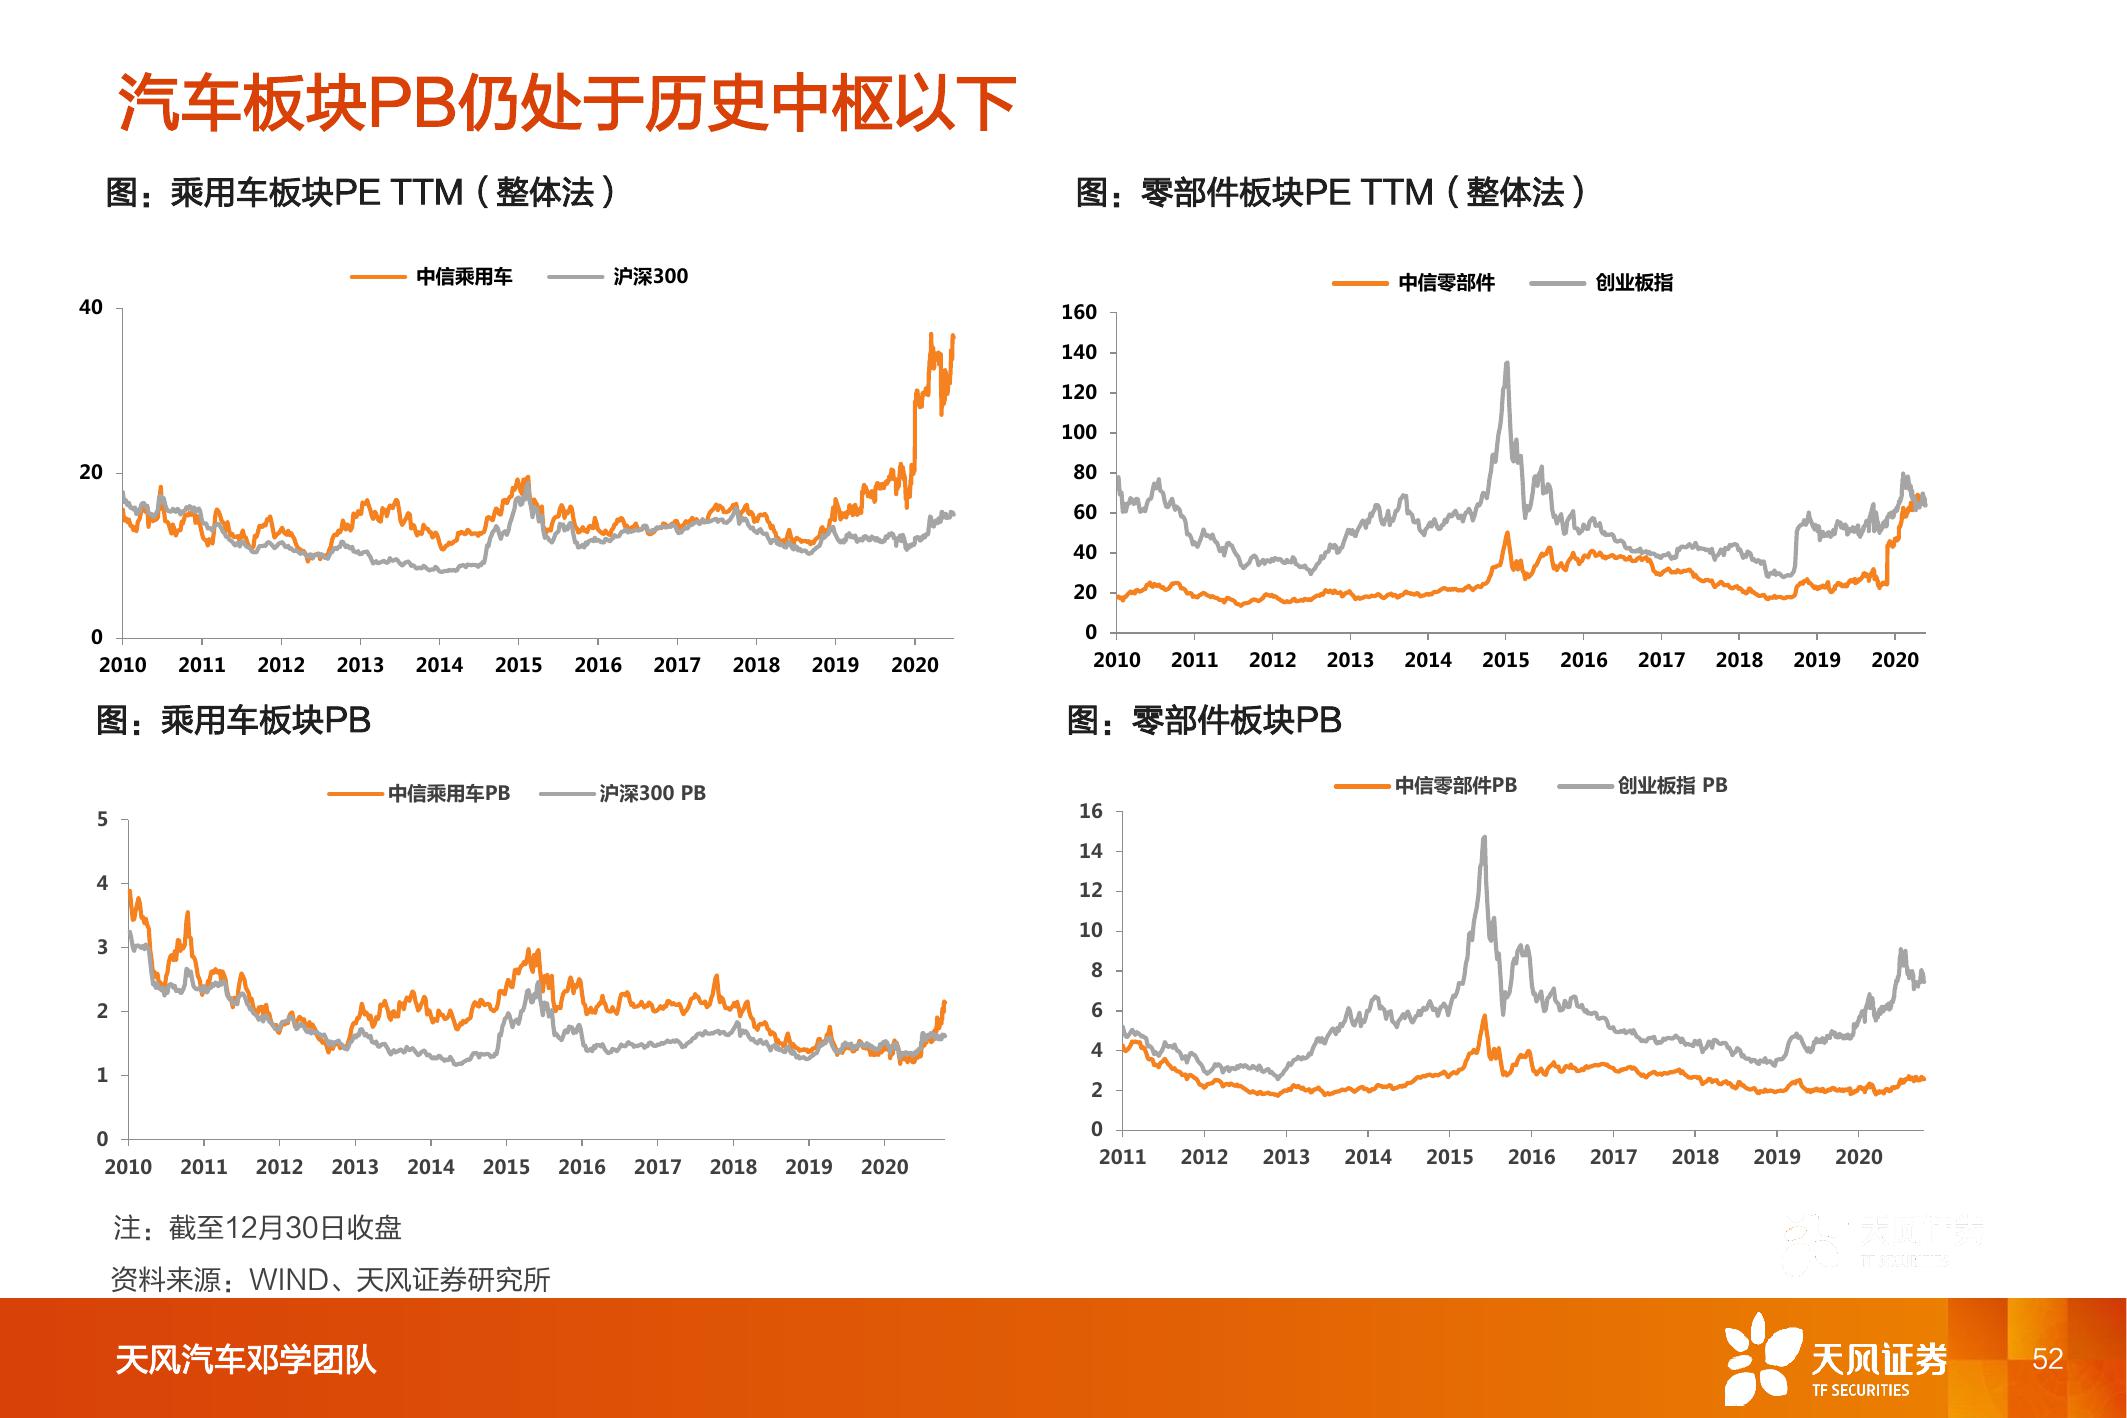 汽车板块PB仍处于历史中枢以下
图：乘用车板块PE TTM（整体法）
中信乘用车 沪深300
40
20
0
2010 2011 2012 2013 2014 2015 2016 2017 2018 2019 2020
图：零部件板块PE TTM（整体法）
中信零部件 创业板指
160
140
120
100
80
60
40
20
0
2010 2011 2012 2013 2014 2015 2016 2017 2018 2019 2020
图：乘用车板块PB
中信乘用车PB 沪深300 PB
5
4
3
2
1
0
2010 2011 2012 2013 2014 2015 2016 2017 2018 2019 2020
图：零部件板块PB
中信零部件PB 创业板指 PB
16
14
12
10
8
6
4
2
0
2011 2012 2013 2014 2015 2016 2017 2018 2019 2020
注：截至12月30日收盘
资料来源：WIND、天风证券研究所
天风证券
TF SECURITIES
天风汽车邓学团队
天风证券
TF SECURITIES
52